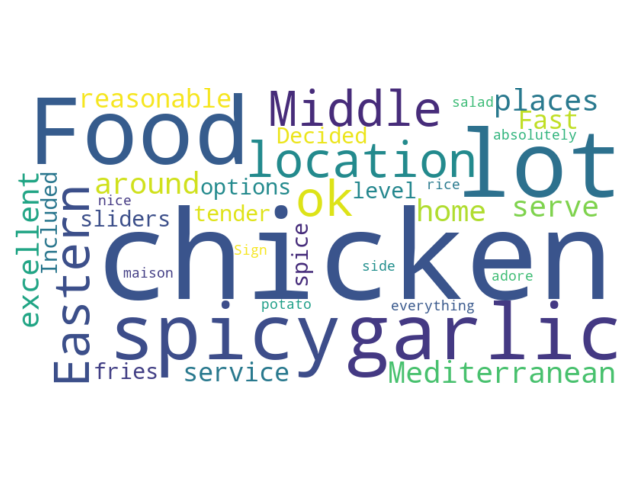 reasonable
Food
Middle
salad
places
Fast
Decided
absolutely
location
lot
excellent
Included
nice
Eastern
around
options
ok
level
rice
home
serve
sliders
tender
spice
chicken
Sign
maison
side
adore
potato
everything
spicy
garlic
fries
service
Mediterranean